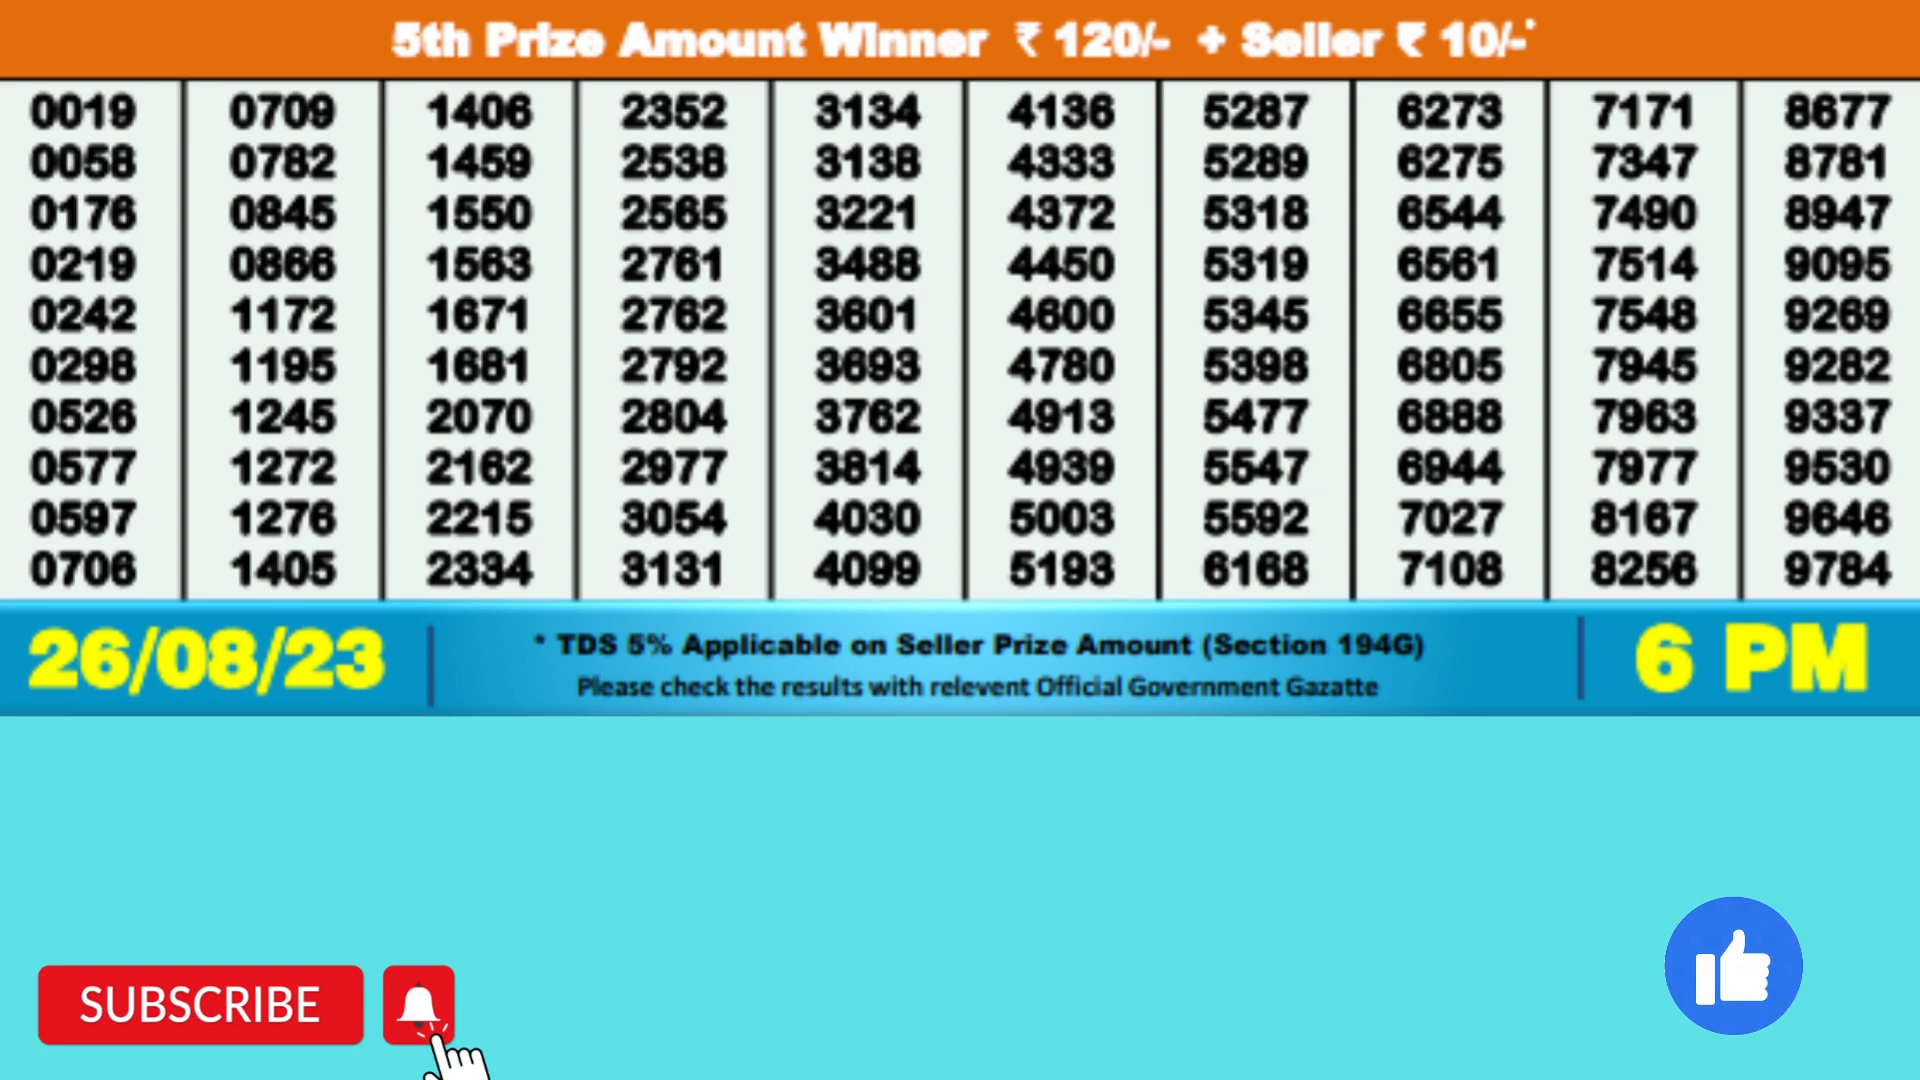 5th Prize Amount Winner ₹ 120/- + Seller ₹ 10/-*
0019 0709 1406 2352 3134 4136 5287 6273 7171 8677
0058 0782 1459 2538 3138 4333 5289 6275 7347 8781
0176 0845 1550 2565 3221 4372 5318 6544 7490 8947
0219 0866 1563 2761 3488 4450 5319 6561 7514 9095
0242 1172 1671 2762 3601 4600 5345 6655 7548 9269
0298 1195 1681 2792 3693 4780 5398 6805 7945 9282
0526 1245 2070 2804 3762 4913 5477 6888 7963 9337
0577 1272 2162 2977 3814 4939 5547 6944 7977 9530
0597 1276 2215 3054 4030 5003 5592 7027 8167 9646
0706 1405 2334 3131 4099 5193 6168 7108 8256 9784
26/08/23
* TDS 5% Applicable on Seller Prize Amount (Section 194G)
Please check the results with relevent Official Government Gazatte
6 PM
SUBSCRIBE